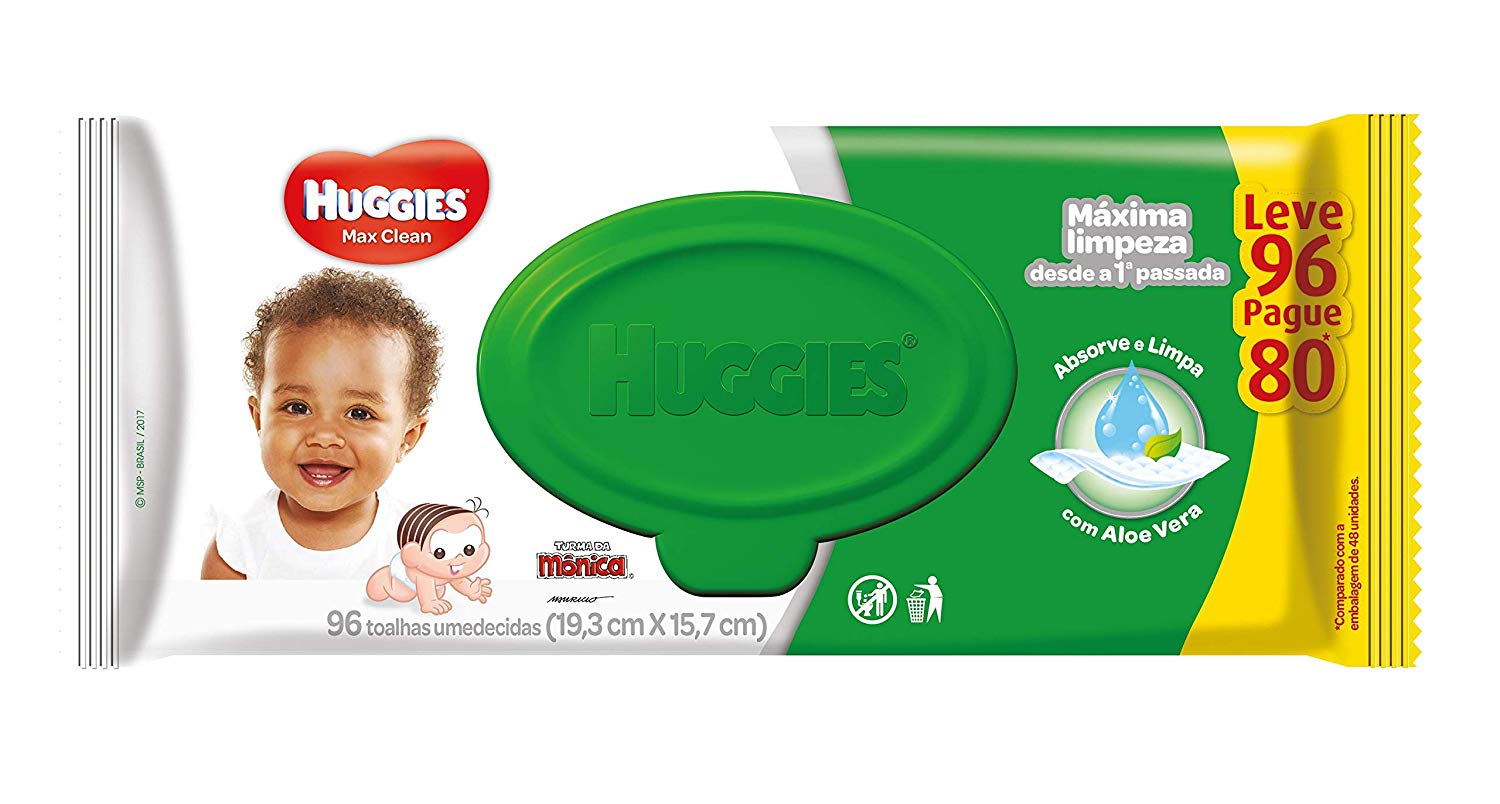 HUGGIES®
Max Clean
HUGGIES®
Máxima
limpeza
desde a 1ª passada
Leve
96
Pague
80*
Absorve e Limpa
com Aloe Vera
© MSP - BRASIL / 2017
TURMA DA
Mônica
MAURICIO
96 toalhas umedecidas (19,3 cm X 15,7 cm)
*Comparado com a
embalagem de 48 unidades.